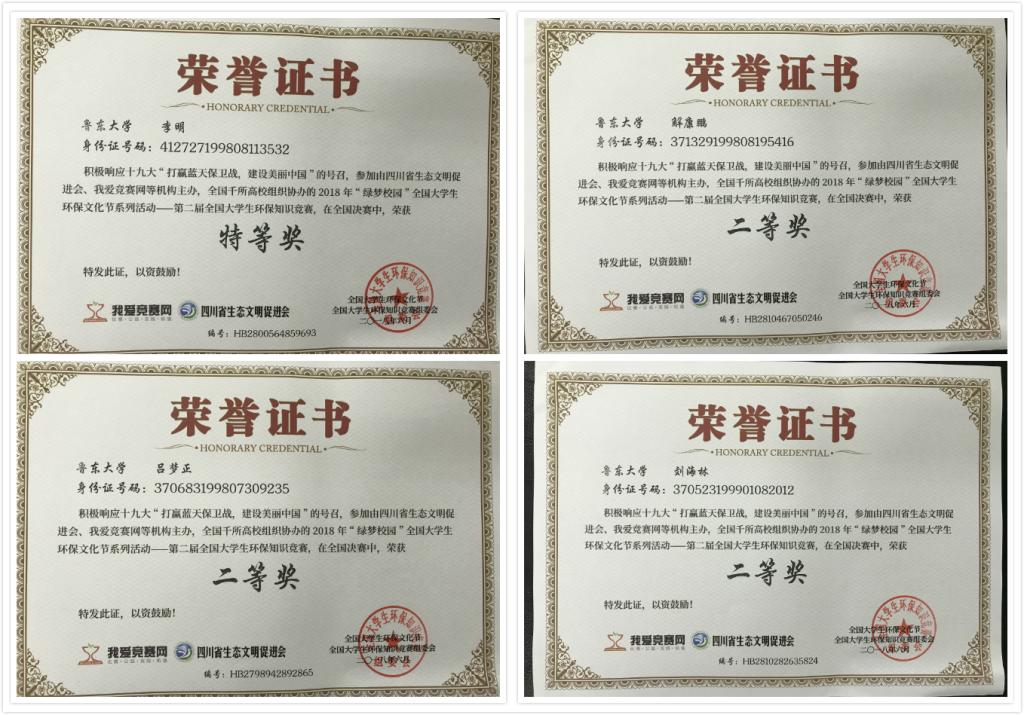 荣誉证书
HONORARY CREDENTIAL
鲁东大学 李明
身份证号码：412727199808113532
积极响应十九大“打赢蓝天保卫战，建设美丽中国”的号召，参加由四川省生态文明促
进会、我爱竞赛网等机构主办，全国千所高校组织协办的 2018 年“绿梦校园”全国大学生
环保文化节系列活动——第二届全国大学生环保知识竞赛，在全国决赛中，荣获
特等奖
特发此证，以资鼓励！
全国大学生环保文化节
全国大学生环保知识竞赛组委会
二〇一八年六月
我爱竞赛网 四川省生态文明促进会
编号：HB2800564859693
荣誉证书
HONORARY CREDENTIAL
鲁东大学 解康鹏
身份证号码：371329199808195416
积极响应十九大“打赢蓝天保卫战，建设美丽中国”的号召，参加由四川省生态文明促
进会、我爱竞赛网等机构主办，全国千所高校组织协办的 2018 年“绿梦校园”全国大学生
环保文化节系列活动——第二届全国大学生环保知识竞赛，在全国决赛中，荣获
二等奖
特发此证，以资鼓励！
全国大学生环保文化节
全国大学生环保知识竞赛组委会
二〇一八年六月
我爱竞赛网 四川省生态文明促进会
编号：HB2810467050246
荣誉证书
HONORARY CREDENTIAL
鲁东大学 吕梦正
身份证号码：370683199807309235
积极响应十九大“打赢蓝天保卫战，建设美丽中国”的号召，参加由四川省生态文明促
进会、我爱竞赛网等机构主办，全国千所高校组织协办的 2018 年“绿梦校园”全国大学生
环保文化节系列活动——第二届全国大学生环保知识竞赛，在全国决赛中，荣获
二等奖
特发此证，以资鼓励！
全国大学生环保文化节
全国大学生环保知识竞赛组委会
二〇一八年六月
我爱竞赛网 四川省生态文明促进会
编号：HB2798942892865
荣誉证书
HONORARY CREDENTIAL
鲁东大学 刘海林
身份证号码：370523199901082012
积极响应十九大“打赢蓝天保卫战，建设美丽中国”的号召，参加由四川省生态文明促
进会、我爱竞赛网等机构主办，全国千所高校组织协办的 2018 年“绿梦校园”全国大学生
环保文化节系列活动——第二届全国大学生环保知识竞赛，在全国决赛中，荣获
二等奖
特发此证，以资鼓励！
全国大学生环保文化节
全国大学生环保知识竞赛组委会
二〇一八年六月
我爱竞赛网 四川省生态文明促进会
编号：HB2810282635824